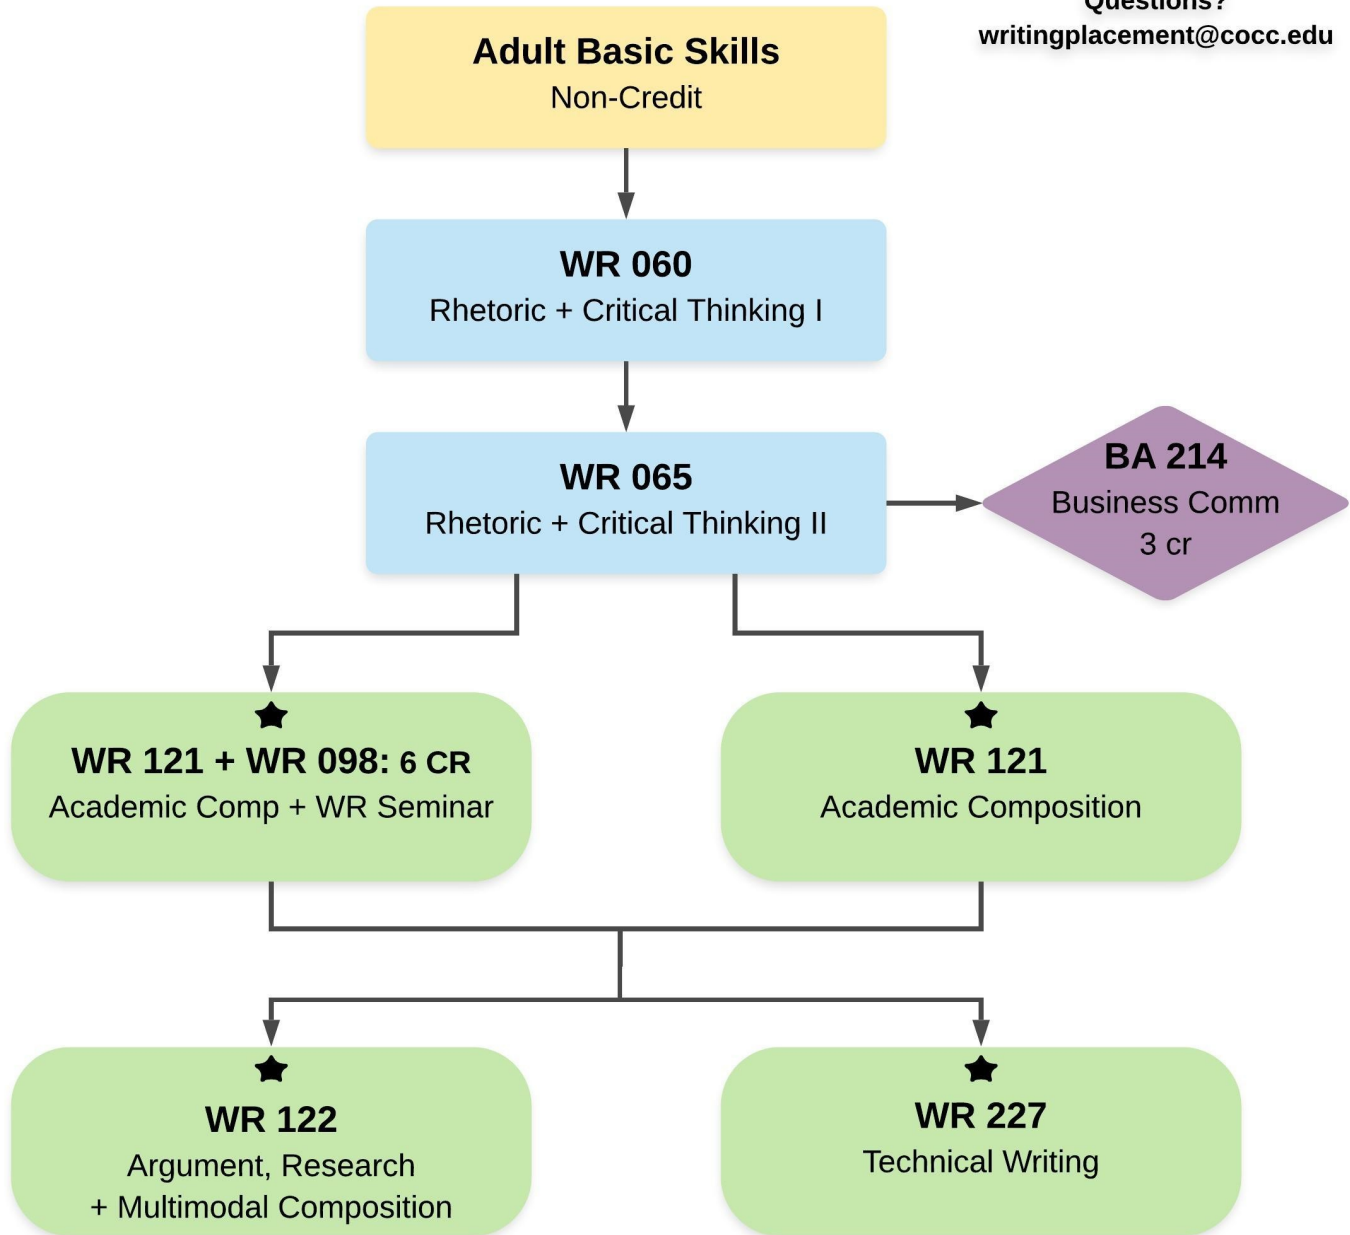 Questions?
writingplacement@cocc.edu
Adult Basic Skills
Non-Credit
WR 060
Rhetoric + Critical Thinking I
WR 065
Rhetoric + Critical Thinking II
BA 214
Business Comm
3 cr
WR 121 + WR 098: 6 CR
Academic Comp + WR Seminar
WR 121
Academic Composition
WR 122
Argument, Research
+ Multimodal Composition
WR 227
Technical Writing